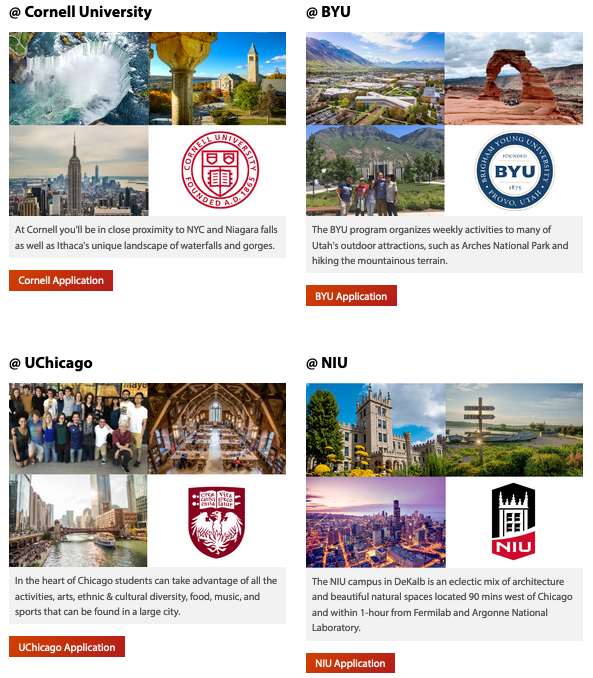 @ Cornell University
CORNELL UNIVERSITY
FOUNDED A.D. 1865
At Cornell you'll be in close proximity to NYC and Niagara falls
as well as Ithaca's unique landscape of waterfalls and gorges.
Cornell Application
@ BYU
BRIGHAM YOUNG UNIVERSITY
FOUNDED
BYU
1875
PROVO, UTAH
The BYU program organizes weekly activities to many of
Utah's outdoor attractions, such as Arches National Park and
hiking the mountainous terrain.
BYU Application
@ UChicago
Cres
cat
scientia
Vita
excola
tur
In the heart of Chicago students can take advantage of all the
activities, arts, ethnic & cultural diversity, food, music, and
sports that can be found in a large city.
UChicago Application
@ NIU
NIU
The NIU campus in DeKalb is an eclectic mix of architecture
and beautiful natural spaces located 90 mins west of Chicago
and within 1-hour from Fermilab and Argonne National
Laboratory.
NIU Application